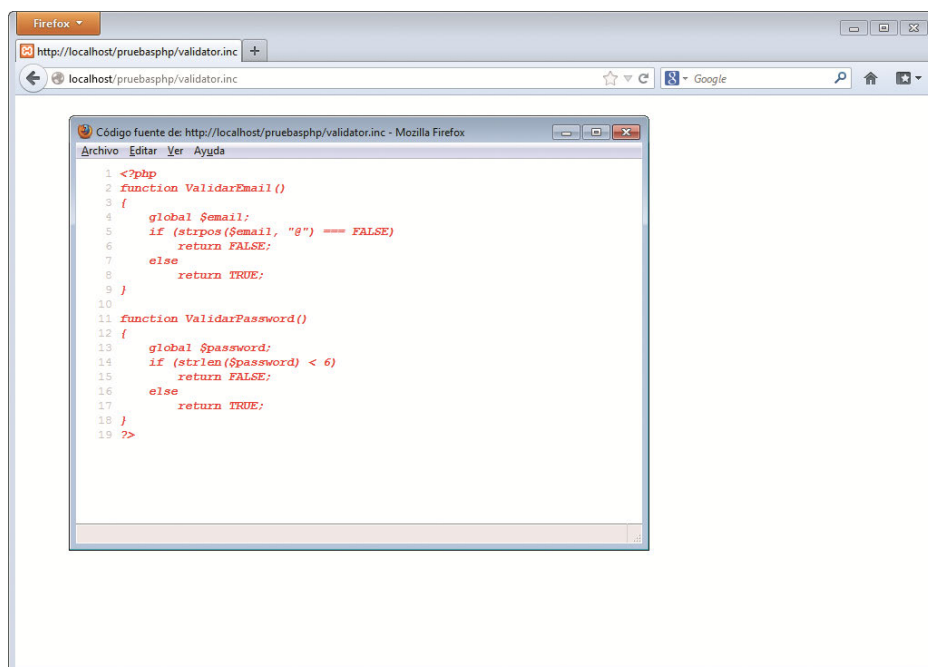 Firefox
http://localhost/pruebasphp/validator.inc
localhost/pruebasphp/validator.inc
Google
Código fuente de: http://localhost/pruebasphp/validator.inc - Mozilla Firefox
Archivo Editar Ver Ayuda
1 <?php
2 function ValidarEmail()
3 {
4 global $email;
5 if (strpos($email, "@") === FALSE)
6 return FALSE;
7 else
8 return TRUE;
9 }
10
11 function ValidarPassword()
12 {
13 global $password;
14 if (strlen($password) < 6)
15 return FALSE;
16 else
17 return TRUE;
18 }
19 ?>